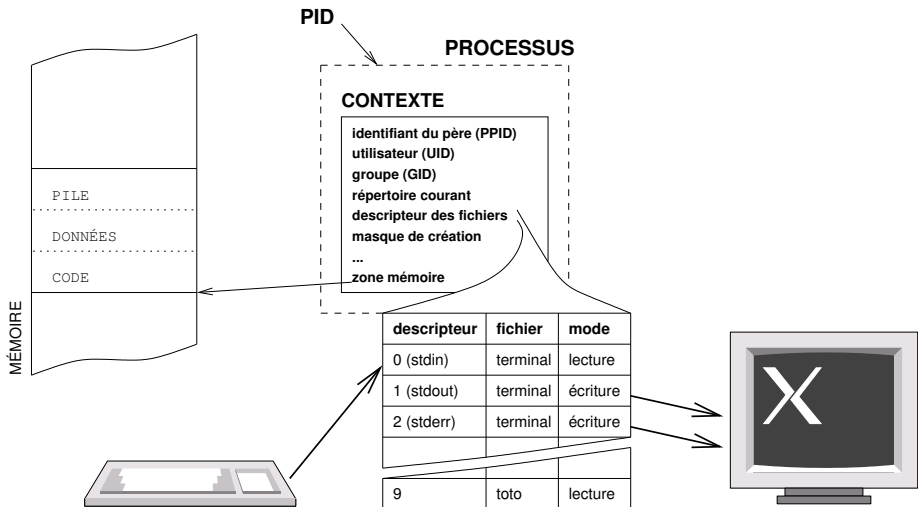 PID
PROCESSUS
CONTEXTE
identifiant du père (PPID)
utilisateur (UID)
groupe (GID)
répertoire courant
descripteur des fichiers
masque de création
...
zone mémoire
PILE
DONNÉES
CODE
MÉMOIRE
descripteur fichier mode
0 (stdin) terminal lecture
1 (stdout) terminal écriture
2 (stderr) terminal écriture
9 toto lecture
X